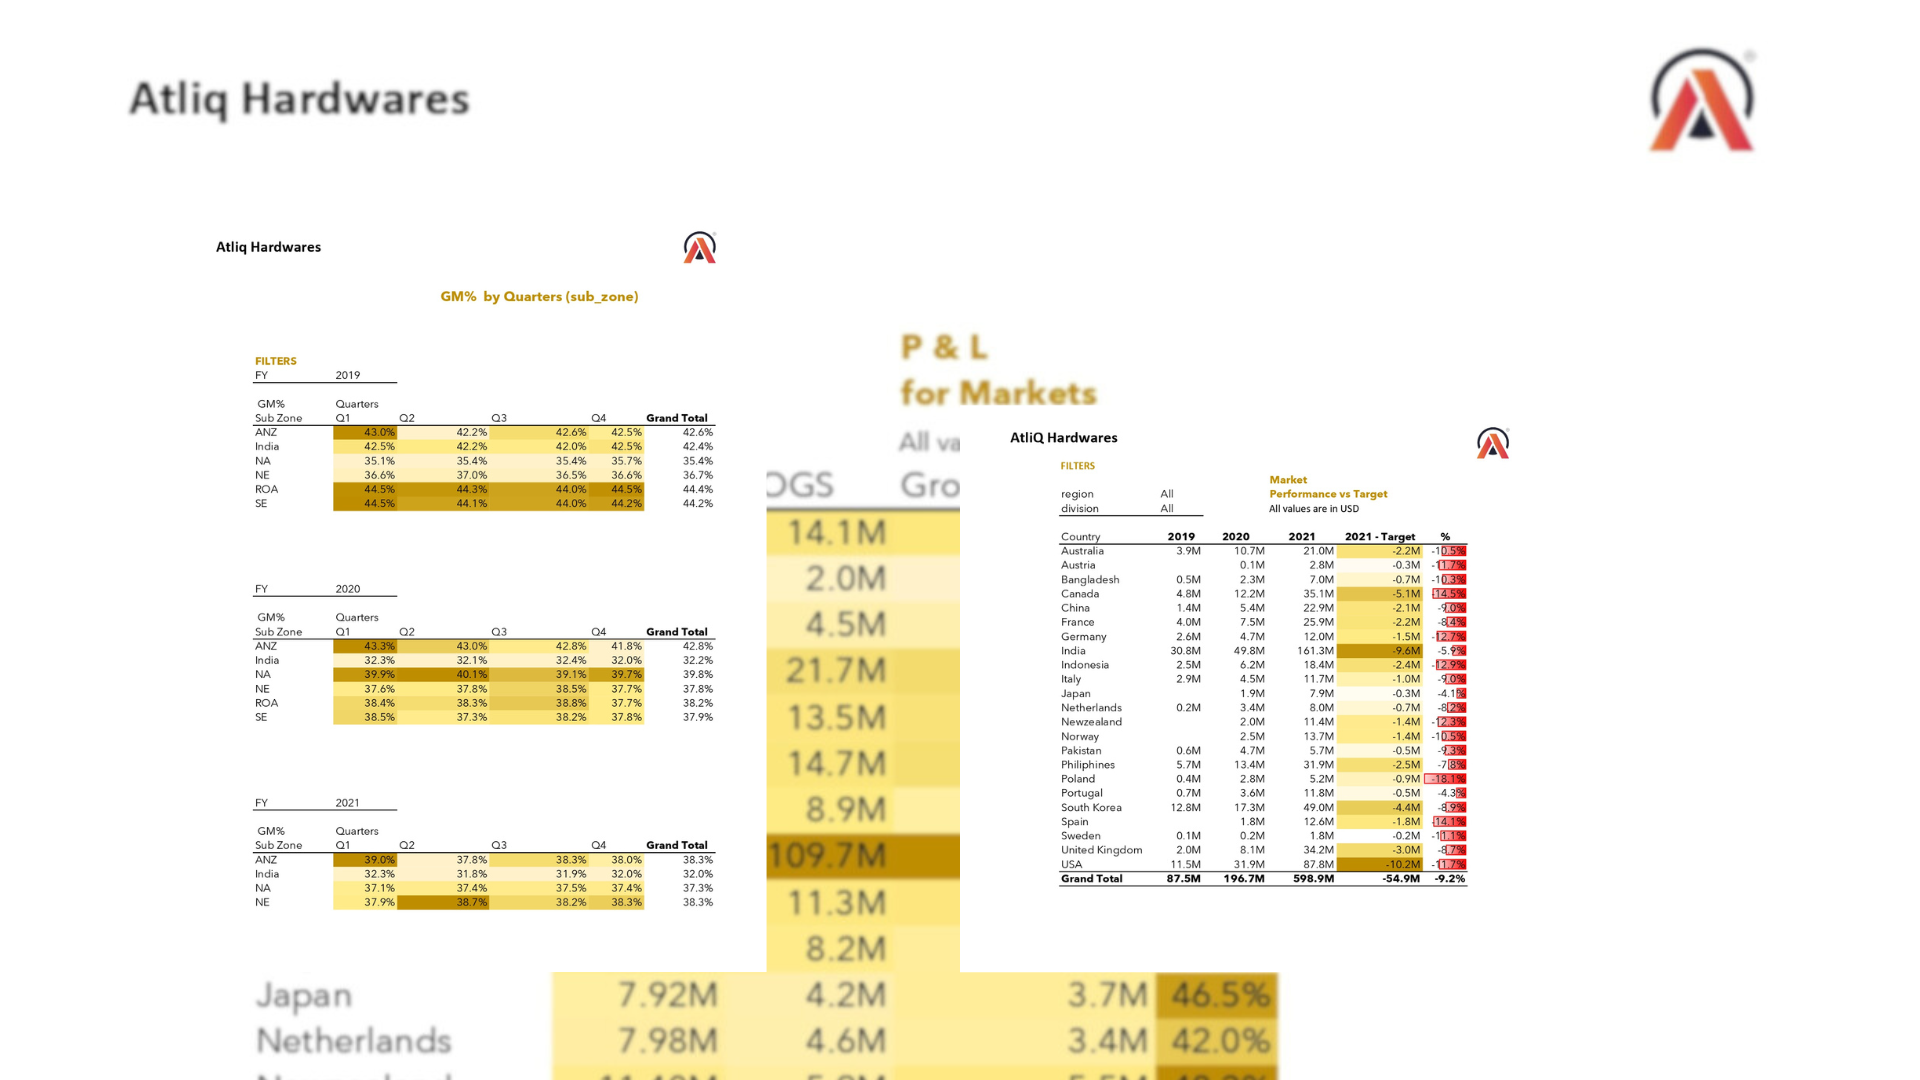 Atliq Hardwares
Atliq Hardwares
GM% by Quarters (sub_zone)
FILTERS
FY 2019
GM% Quarters
Sub Zone Q1 Q2 Q3 Q4 Grand Total
ANZ 43.0% 42.2% 42.6% 42.5% 42.6%
India 42.5% 42.2% 42.0% 42.5% 42.4%
NA 35.1% 35.4% 35.4% 35.7% 35.4%
NE 36.6% 37.0% 36.5% 36.6% 36.7%
ROA 44.5% 44.3% 44.0% 44.5% 44.4%
SE 44.5% 44.1% 44.0% 44.2% 44.2%
FY 2020
GM% Quarters
Sub Zone Q1 Q2 Q3 Q4 Grand Total
ANZ 43.3% 43.0% 42.8% 41.8% 42.8%
India 32.3% 32.1% 32.4% 32.0% 32.2%
NA 39.9% 40.1% 39.1% 39.7% 39.8%
NE 37.6% 37.8% 38.5% 37.7% 37.8%
ROA 38.4% 38.3% 38.8% 37.7% 38.2%
SE 38.5% 37.3% 38.2% 37.8% 37.9%
FY 2021
GM% Quarters
Sub Zone Q1 Q2 Q3 Q4 Grand Total
ANZ 39.0% 37.8% 38.3% 38.0% 38.3%
India 32.3% 31.8% 31.9% 32.0% 32.0%
NA 37.1% 37.4% 37.5% 37.4% 37.3%
NE 37.9% 38.7% 38.2% 38.3% 38.3%
P & L
for Markets
All va
OGS Gro
14.1M
2.0M
4.5M
21.7M
13.5M
14.7M
8.9M
109.7M
11.3M
8.2M
Japan 7.92M 4.2M 3.7M 46.5%
Netherlands 7.98M 4.6M 3.4M 42.0%
AtliQ Hardwares
FILTERS
Market
region All Performance vs Target
division All All values are in USD
Country 2019 2020 2021 2021 - Target %
Australia 3.9M 10.7M 21.0M -2.2M -10.5%
Austria 0.1M 2.8M -0.3M -11.7%
Bangladesh 0.5M 2.3M 7.0M -0.7M -10.3%
Canada 4.8M 12.2M 35.1M -5.1M -14.5%
China 1.4M 5.4M 22.9M -2.1M -9.0%
France 4.0M 7.5M 25.9M -2.2M -8.4%
Germany 2.6M 4.7M 12.0M -1.5M -12.7%
India 30.8M 49.8M 161.3M -9.6M -5.9%
Indonesia 2.5M 6.2M 18.4M -2.4M -12.9%
Italy 2.9M 4.5M 11.7M -1.0M -9.0%
Japan 1.9M 7.9M -0.3M -4.1%
Netherlands 0.2M 3.4M 8.0M -0.7M -8.2%
Newzealand 2.0M 11.4M -1.4M -12.3%
Norway 2.5M 13.7M -1.4M -10.5%
Pakistan 0.6M 4.7M 5.7M -0.5M -9.3%
Philiphines 5.7M 13.4M 31.9M -2.5M -7.8%
Poland 0.4M 2.8M 5.2M -0.9M -18.1%
Portugal 0.7M 3.6M 11.8M -0.5M -4.3%
South Korea 12.8M 17.3M 49.0M -4.4M -8.9%
Spain 1.8M 12.6M -1.8M -14.1%
Sweden 0.1M 0.2M 1.8M -0.2M -11.1%
United Kingdom 2.0M 8.1M 34.2M -3.0M -8.7%
USA 11.5M 31.9M 87.8M -10.2M -11.7%
Grand Total 87.5M 196.7M 598.9M -54.9M -9.2%